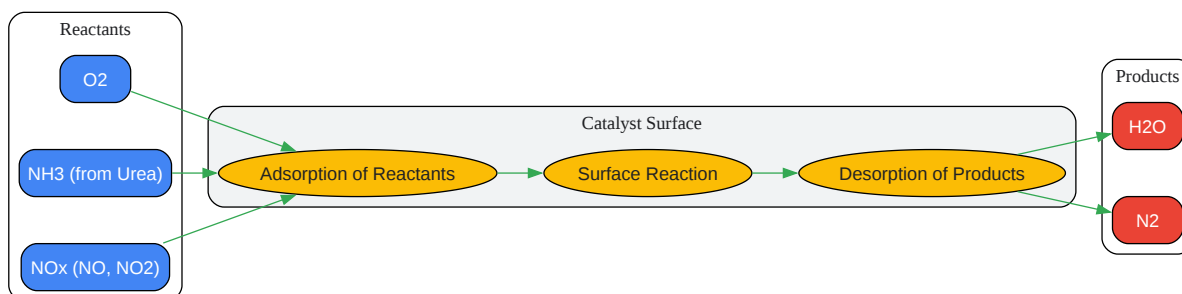 Reactants
O2
NH3 (from Urea)
NOx (NO, NO2)
Catalyst Surface
Adsorption of Reactants
Surface Reaction
Desorption of Products
Products
H2O
N2